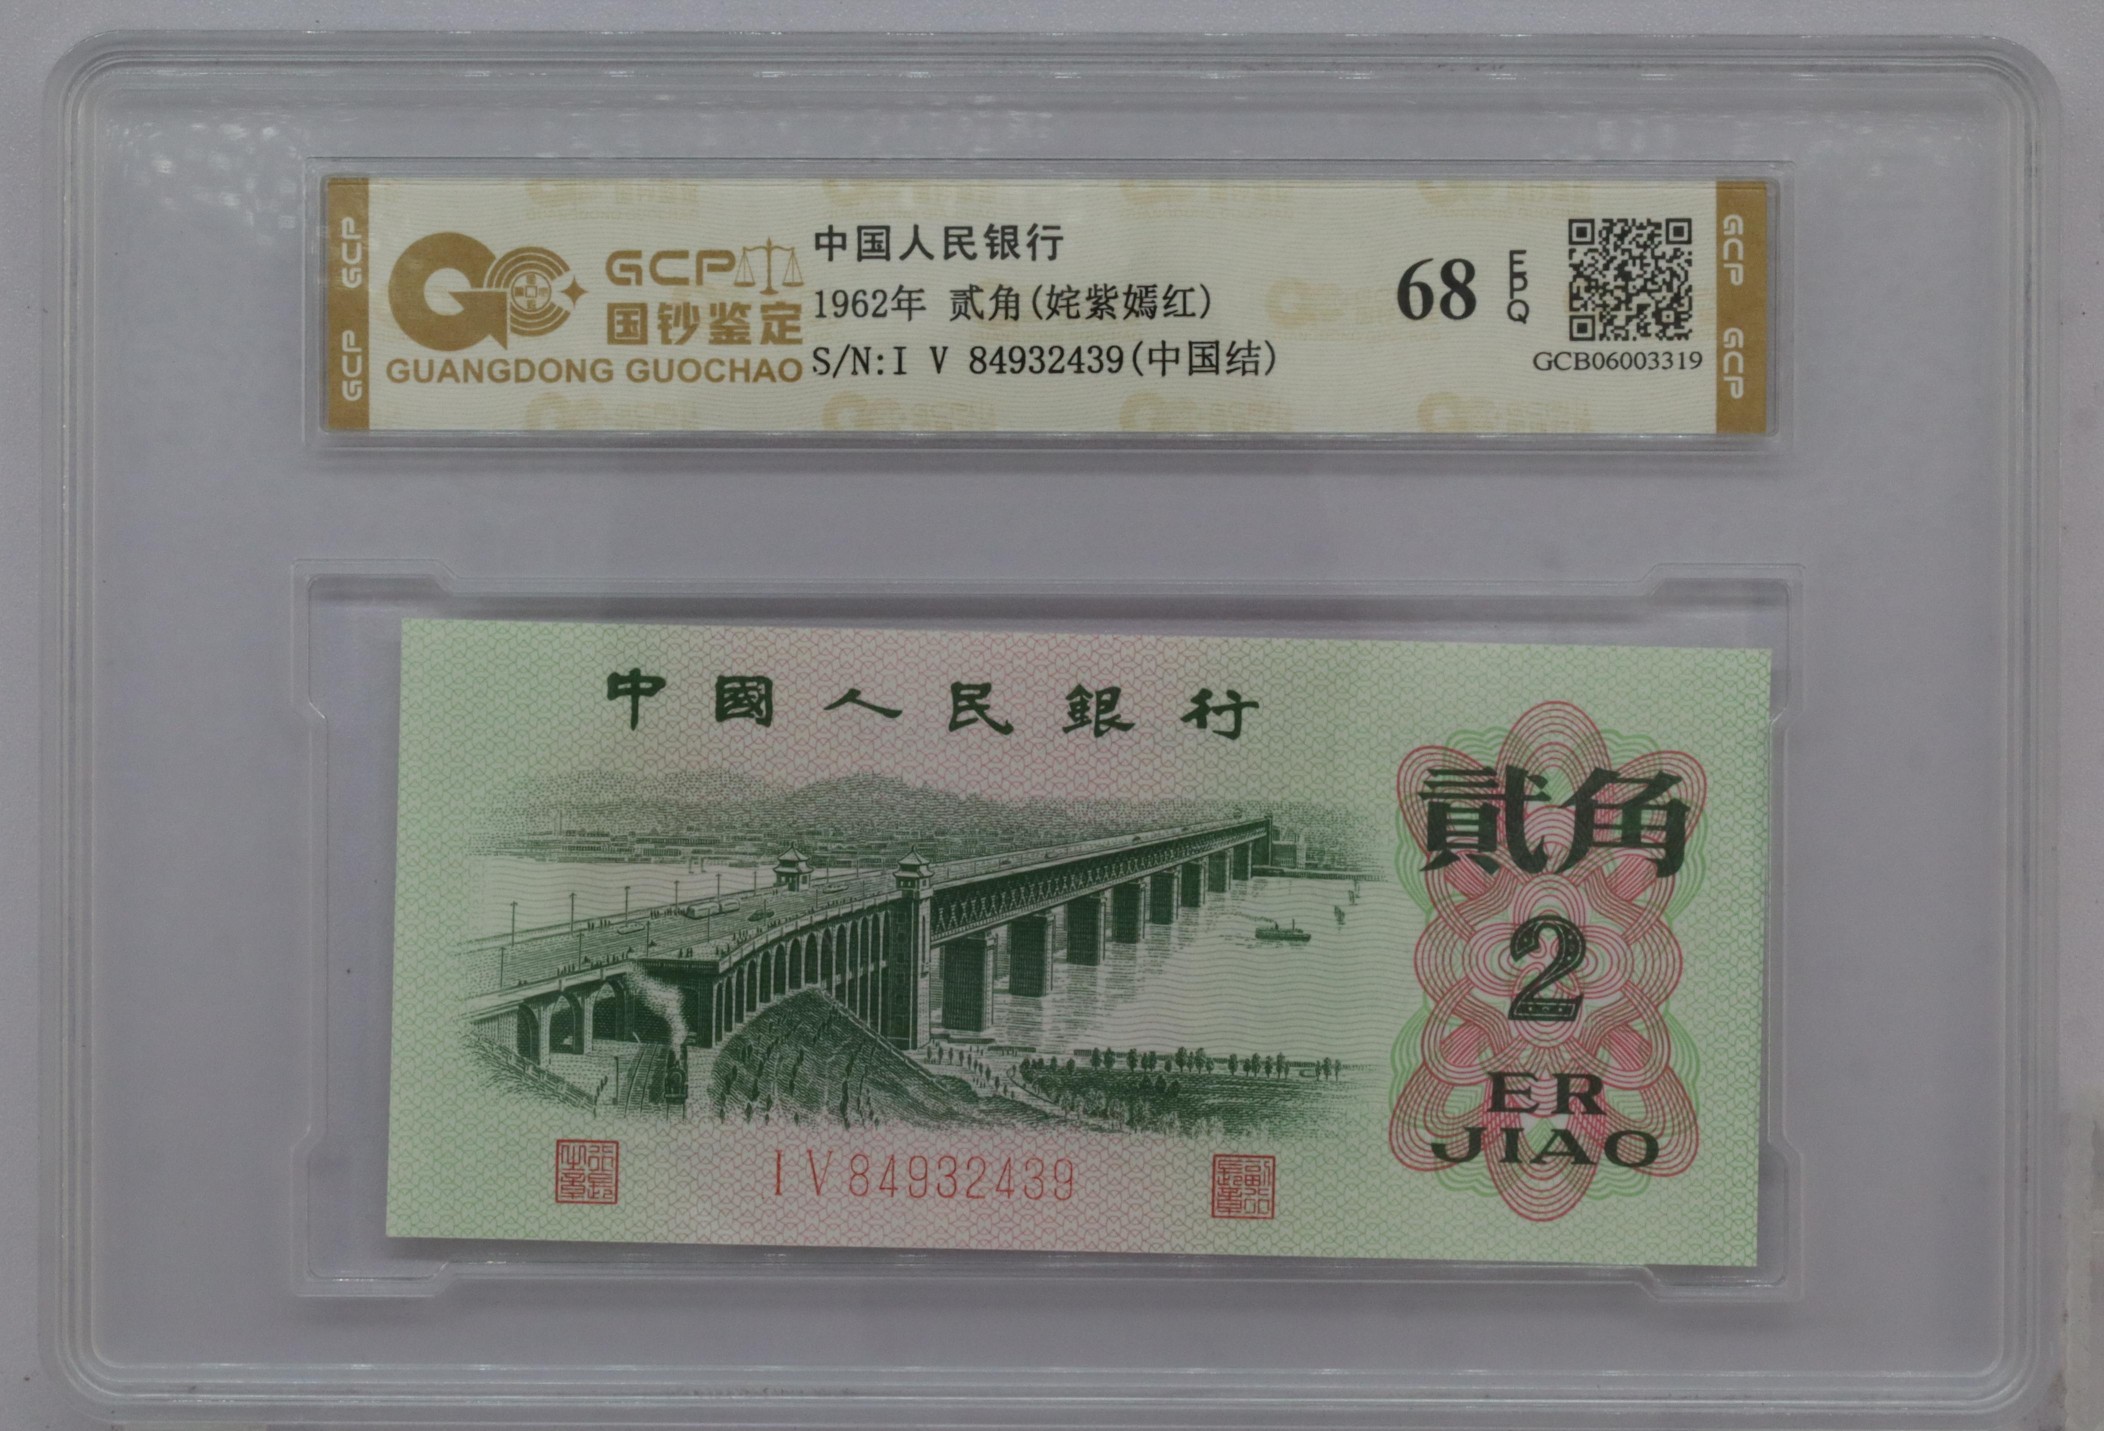 GCP GCP
GCP
国钞鉴定
GUANGDONG GUOCHAO
中国人民银行
1962年 贰角(姹紫嫣红)
S/N:I V 84932439(中国结)
68 EPQ
GCB06003319
GCP GCP
中國人民銀行
貳角
2
ER
JIAO
I V 84932439